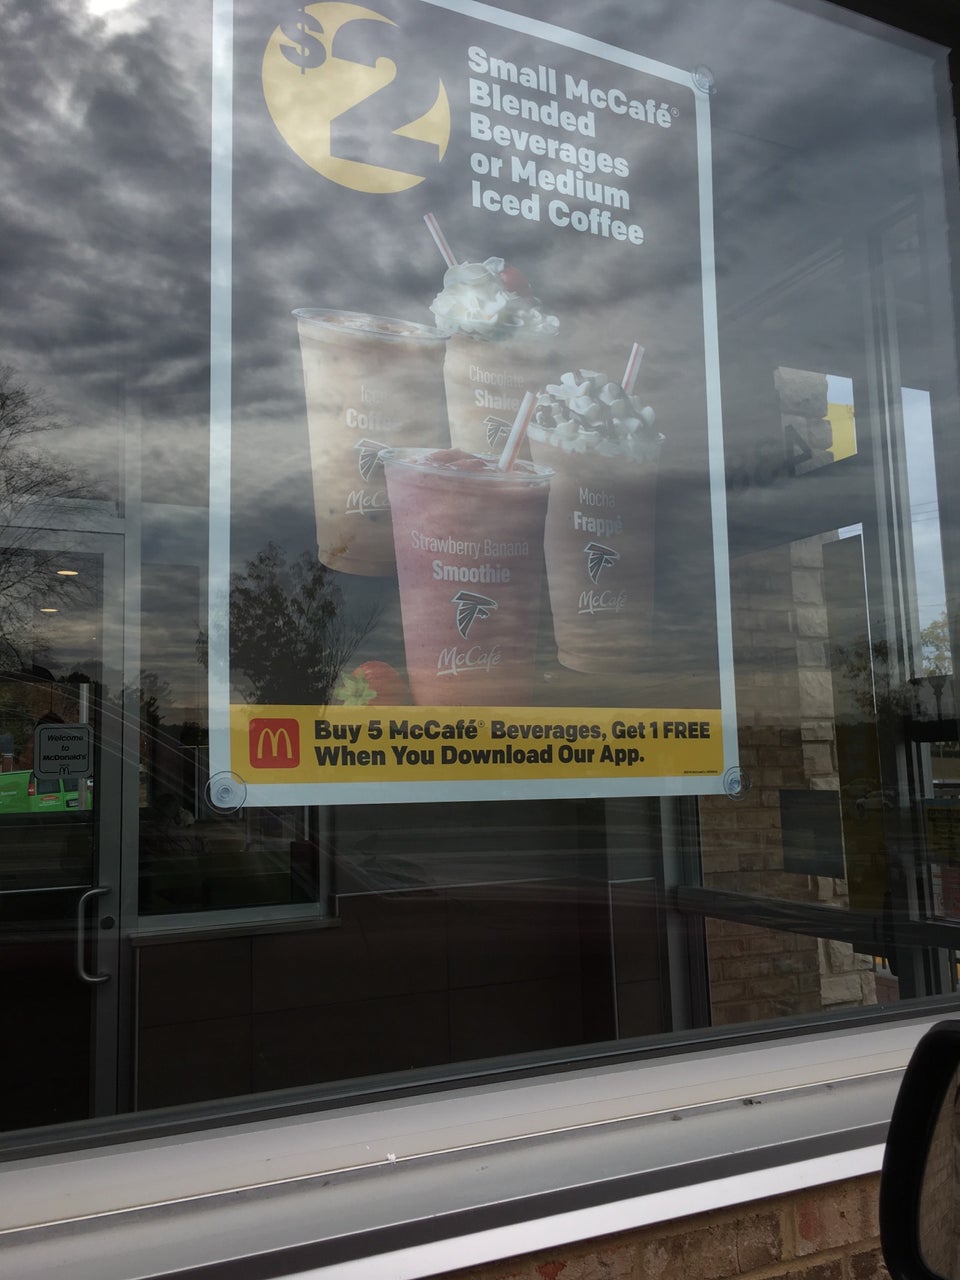 $2
Small McCafé®
Blended
Beverages
or Medium
Iced Coffee
Iced
Coffee
McCafé
Chocolate
Shake
Mocha
Frappé
McCafé
Strawberry Banana
Smoothie
McCafé
Buy 5 McCafé® Beverages, Get 1 FREE
When You Download Our App.
Welcome
to
McDonald's